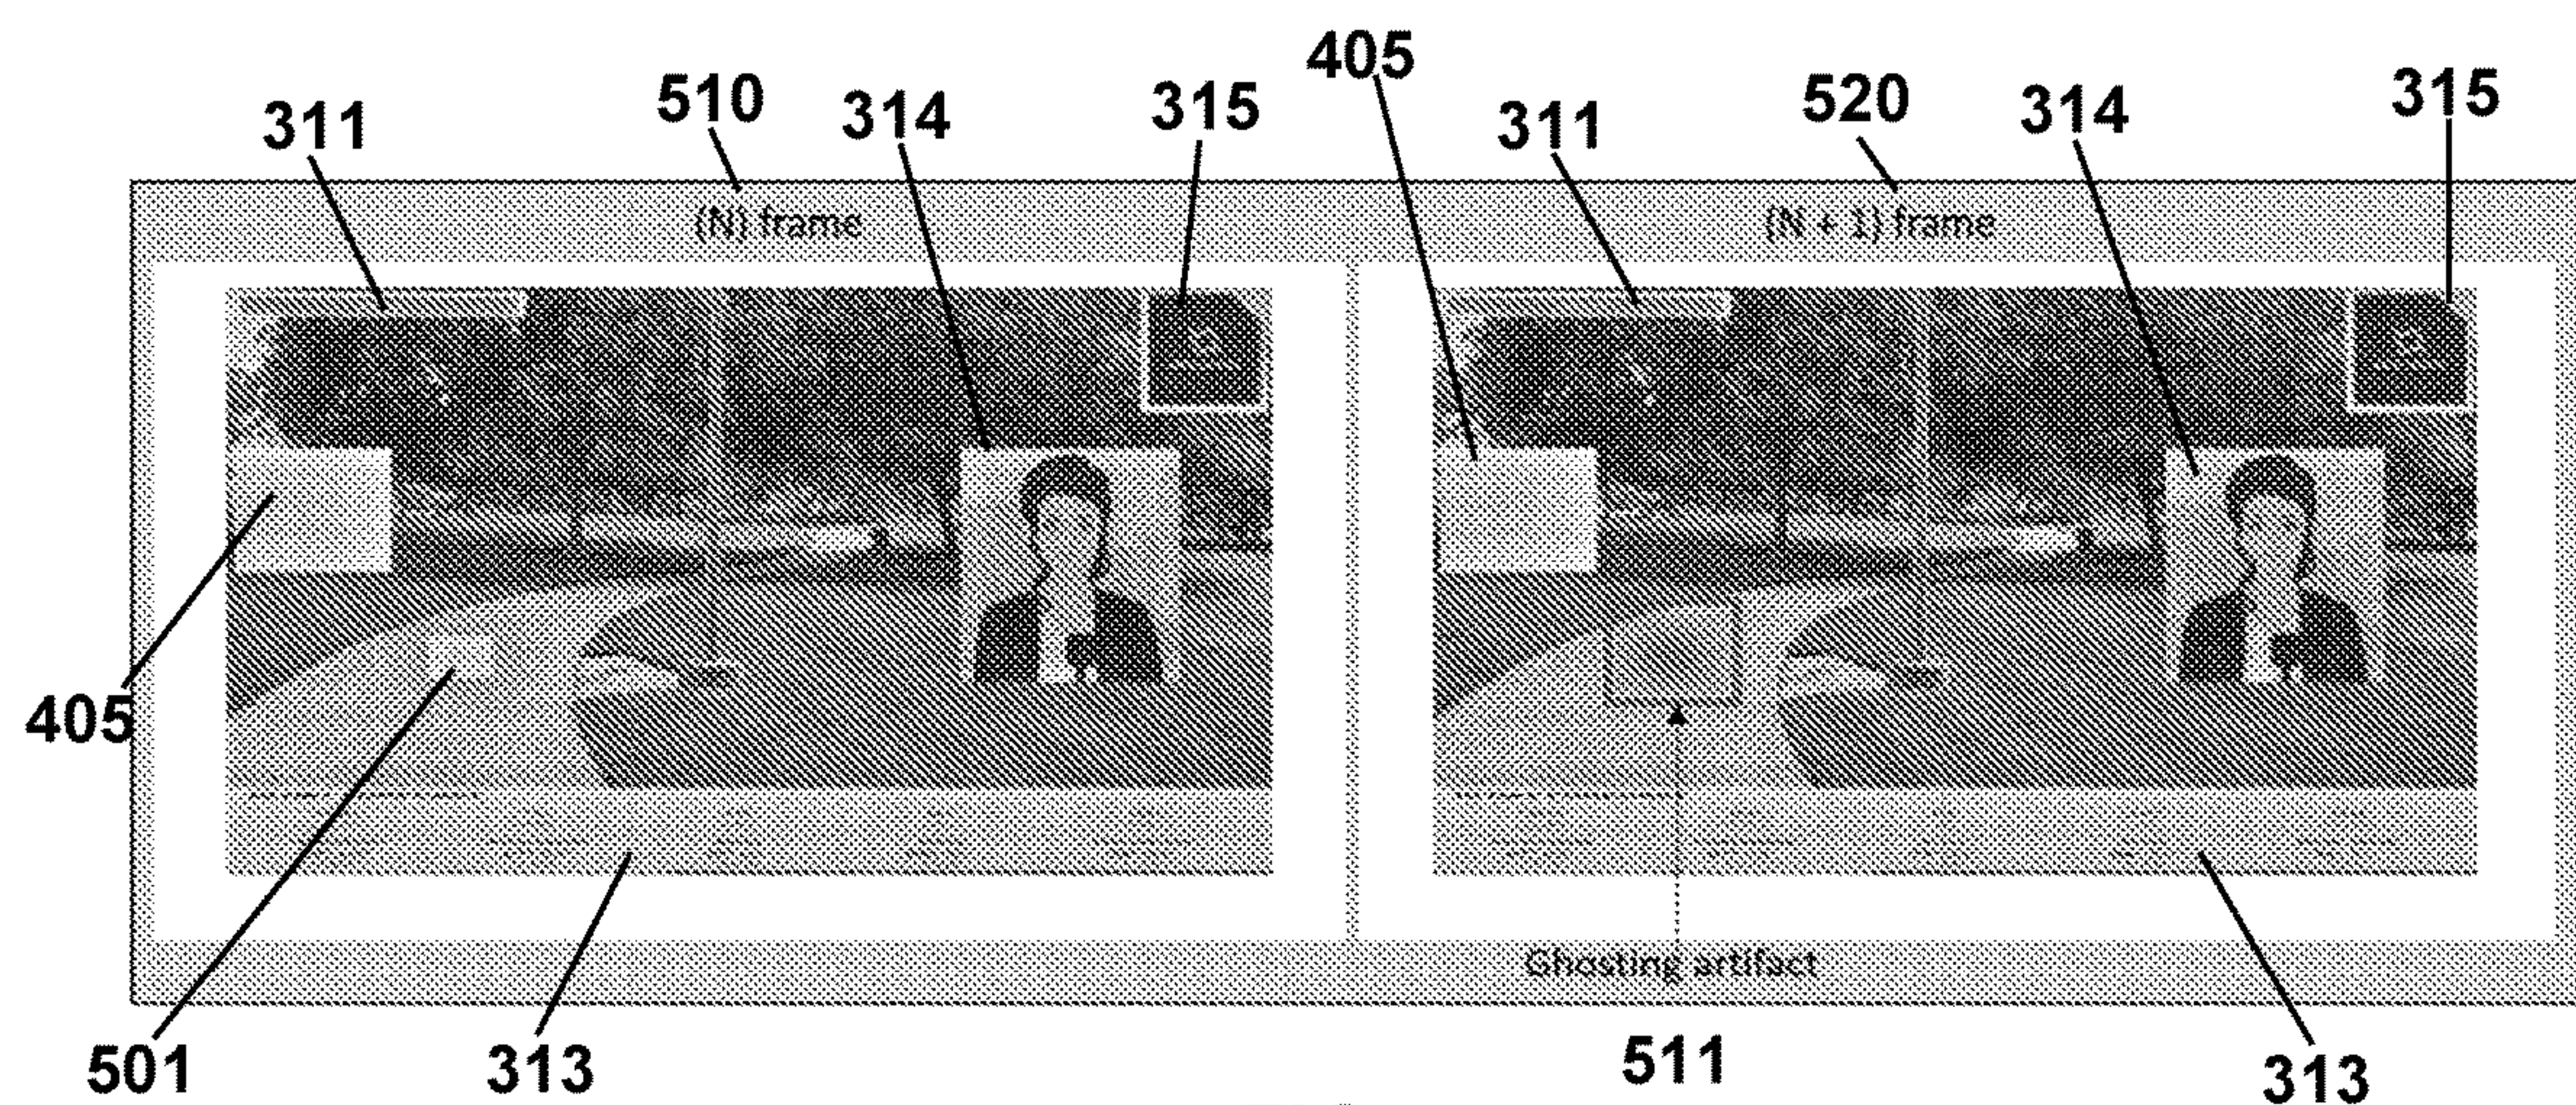 405
311 510 314 315 311 520 314 315
(N) frame (N + 1) frame
405
Ghosting artifact
501 313 511 313